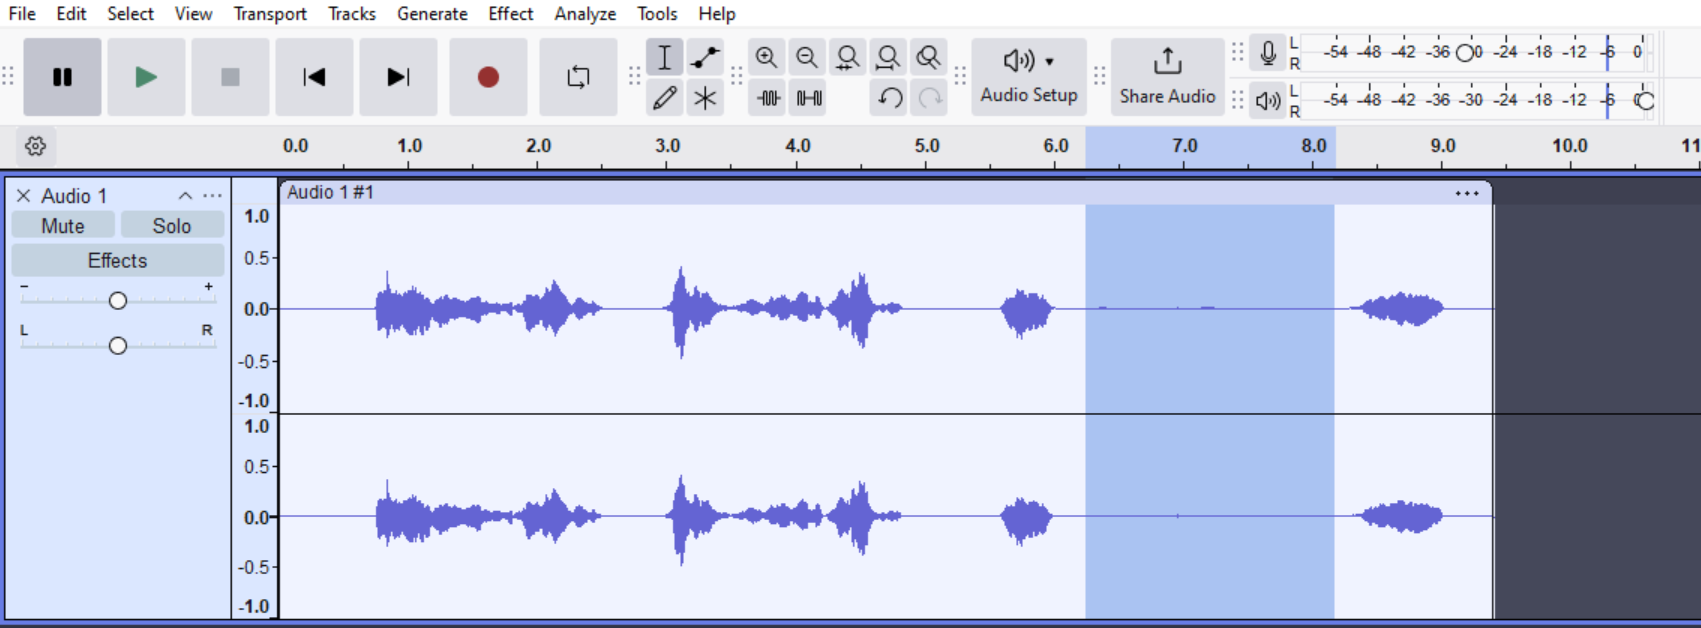 File Edit Select View Transport Tracks Generate Effect Analyze Tools Help
L
R
-54 -48 -42 -36 0 -24 -18 -12 -6 0
Audio Setup
Share Audio
L
R
-54 -48 -42 -36 -30 -24 -18 -12 -6
0.0 1.0 2.0 3.0 4.0 5.0 6.0 7.0 8.0 9.0 10.0 11
Audio 1
Audio 1 #1
Mute Solo
Effects
- +
L R
1.0
0.5
0.0
-0.5
-1.0
1.0
0.5
0.0
-0.5
-1.0